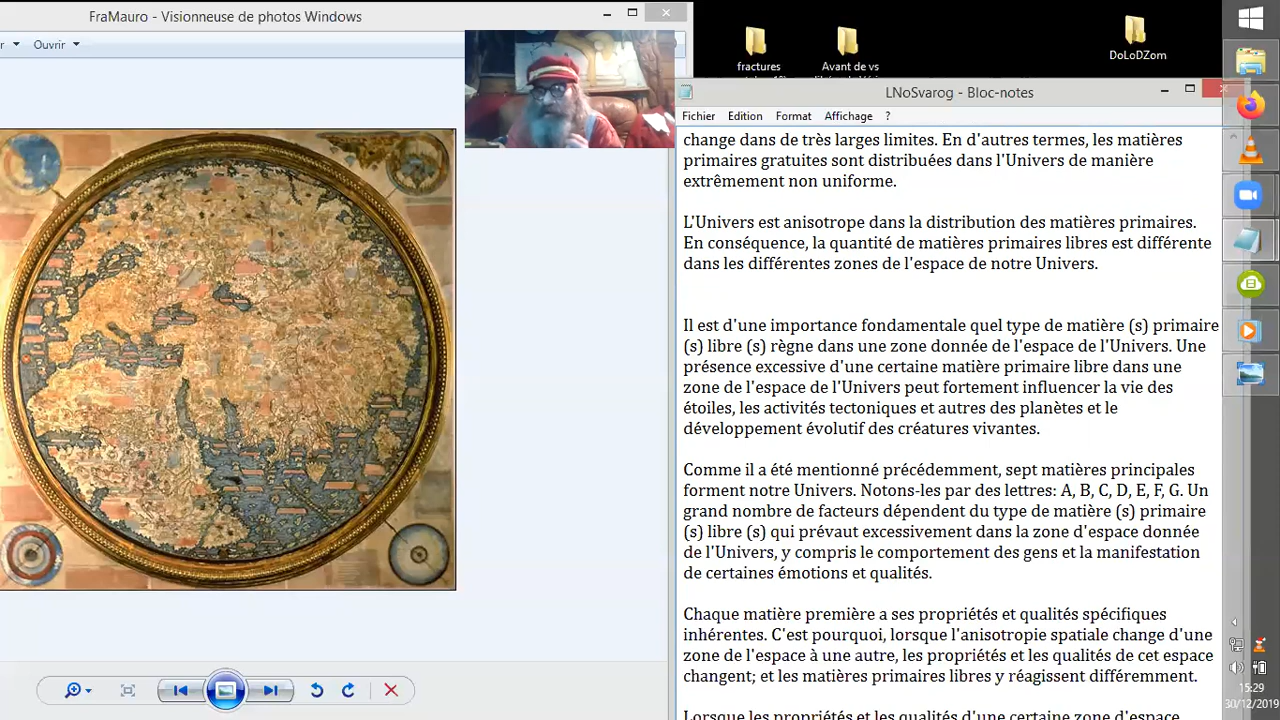 FraMauro - Visionneuse de photos Windows
r Ouvrir
fractures
Avant de vs
DoLoDZom
LNoSvarog - Bloc-notes
Fichier Edition Format Affichage ?
change dans de très larges limites. En d'autres termes, les matières
primaires gratuites sont distribuées dans l'Univers de manière
extrêmement non uniforme.
L'Univers est anisotrope dans la distribution des matières primaires.
En conséquence, la quantité de matières primaires libres est différente
dans les différentes zones de l'espace de notre Univers.
Il est d'une importance fondamentale quel type de matière (s) primaire
(s) libre (s) règne dans une zone donnée de l'espace de l'Univers. Une
présence excessive d'une certaine matière primaire libre dans une
zone de l'espace de l'Univers peut fortement influencer la vie des
étoiles, les activités tectoniques et autres des planètes et le
développement évolutif des créatures vivantes.
Comme il a été mentionné précédemment, sept matières principales
forment notre Univers. Notons-les par des lettres: A, B, C, D, E, F, G. Un
grand nombre de facteurs dépendent du type de matière (s) primaire
(s) libre (s) qui prévaut excessivement dans la zone d'espace donnée
de l'Univers, y compris le comportement des gens et la manifestation
de certaines émotions et qualités.
Chaque matière première a ses propriétés et qualités spécifiques
inhérentes. C'est pourquoi, lorsque l'anisotropie spatiale change d'une
zone de l'espace à une autre, les propriétés et les qualités de cet espace
changent; et les matières primaires libres y réagissent différemment.
Lorsque les propriétés et les qualités d'une certaine zone d'espace
15:29
30/12/2019